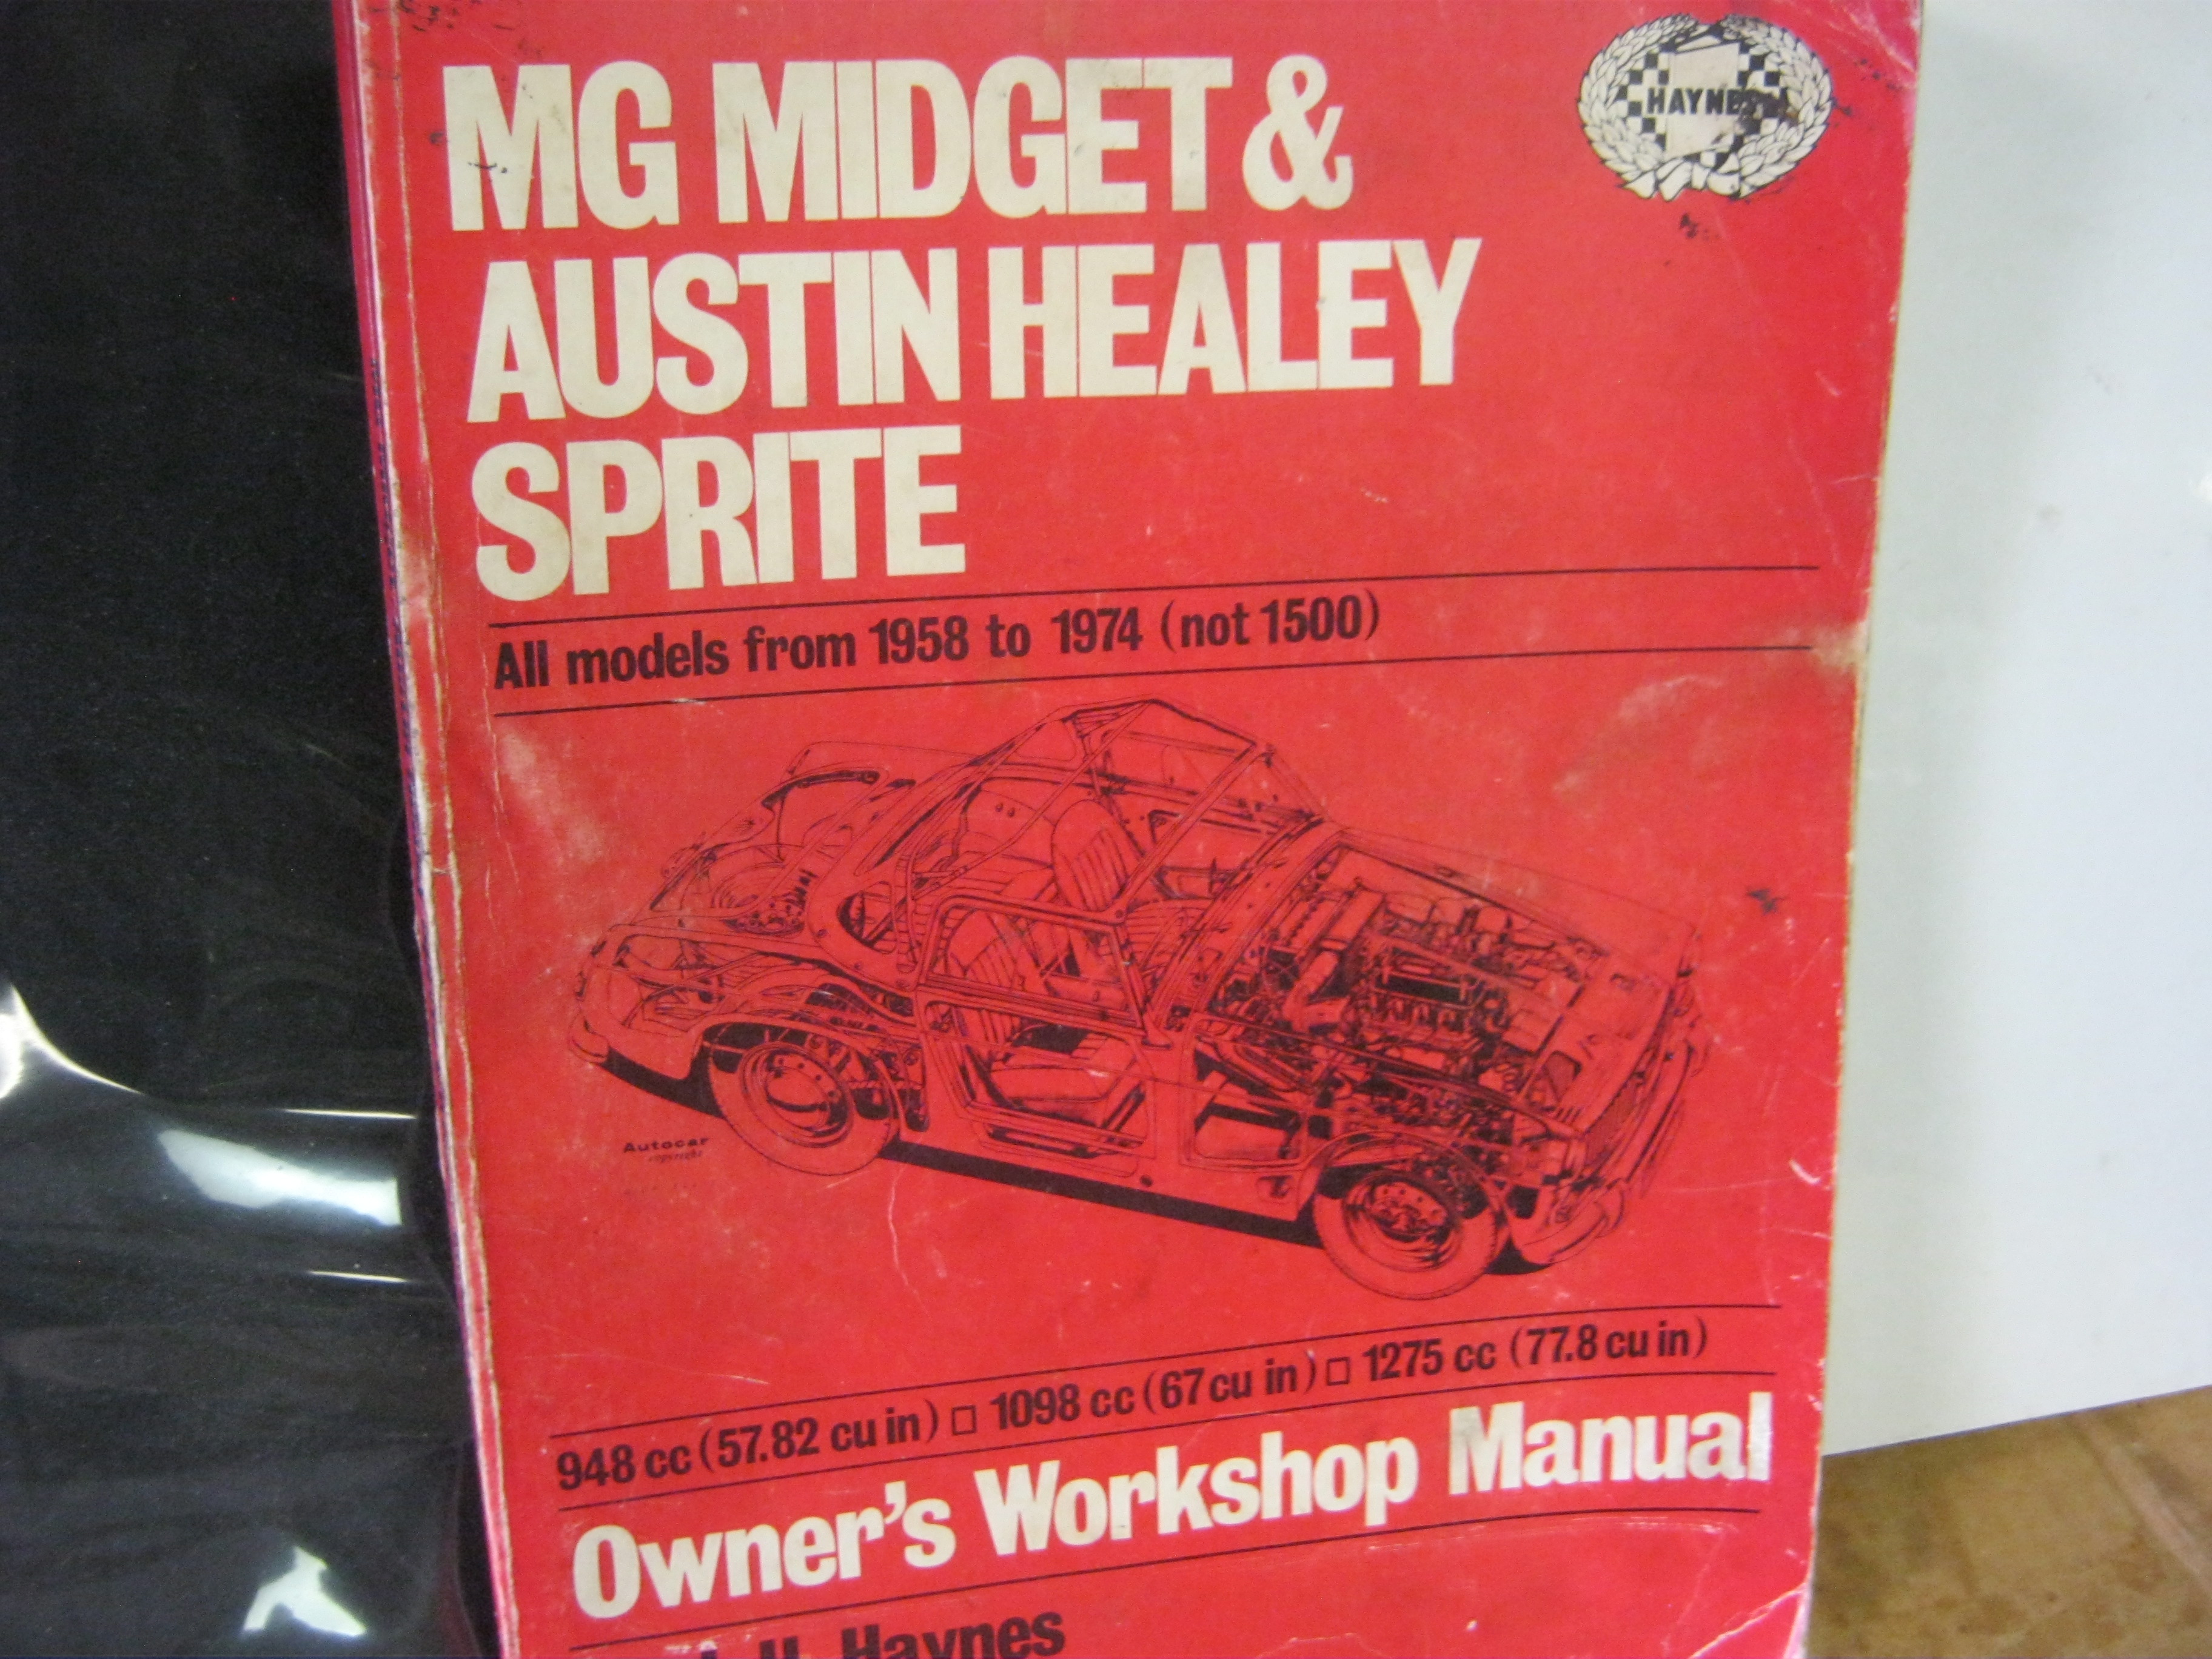 MG MIDGET &
HAYNES
AUSTIN HEALEY
SPRITE
All models from 1958 to 1974 (not 1500)
Autocar
copyright
948 cc (57.82 cu in) □ 1098 cc (67 cu in) □ 1275 cc (77.8 cu in)
Owner's Workshop Manual
J. H. Haynes